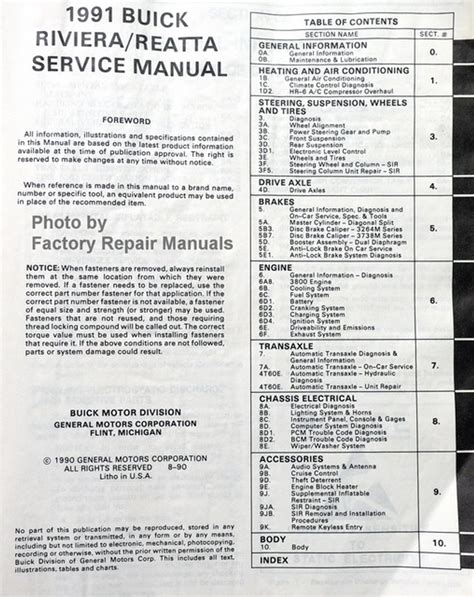 1991 BUICK
RIVIERA/REATTA
SERVICE MANUAL
FOREWORD
All information, illustrations and specifications contained
in this Manual are based on the latest product information
available at the time of publication approval. The right is
reserved to make changes at any time without notice.
When reference is made in this manual to a brand name,
number or specific tool, an equivalent product may be used
in place of the recommended item.
Photo by
Factory Repair Manuals
NOTICE: When fasteners are removed, always reinstall
them at the same location from which they were
removed. If a fastener needs to be replaced, use the
correct part number fastener for that application. If the
correct part number fastener is not available, a fastener
of equal size and strength (or stronger) may be used.
Fasteners that are not reused, and those requiring
thread locking compound will be called out. The correct
torque value must be used when installing fasteners
that require it. If the above conditions are not followed,
parts or system damage could result.
BUICK MOTOR DIVISION
GENERAL MOTORS CORPORATION
FLINT, MICHIGAN
© 1990 GENERAL MOTORS CORPORATION
ALL RIGHTS RESERVED 8-90
Litho in U.S.A.
No part of this publication may be reproduced, stored in any
retrieval system or transmitted, in any form or by any means,
including but not limited to electronic, mechanical, photocopying,
recording or otherwise, without the prior written permission of the
Buick Division of General Motors Corp. This includes all text,
illustrations, tables and charts.
TABLE OF CONTENTS
SECTION NAME SECT. #
GENERAL INFORMATION 0.
0A. General Information
0B. Maintenance & Lubrication
HEATING AND AIR CONDITIONING 1.
1B. General Air Conditioning
1C. Climate Control Diagnosis
1D2. HR-6 A/C Compressor Overhaul
STEERING, SUSPENSION, WHEELS
AND TIRES 3.
3. Diagnosis
3A. Wheel Alignment
3B. Power Steering Gear and Pump
3C. Front Suspension
3D. Rear Suspension
3D1. Electronic Level Control
3E. Wheels and Tires
3F. Steering Wheel and Column - SIR
3F5. Steering Column Unit Repair - SIR
DRIVE AXLE 4.
4D. Drive Axles
BRAKES 5.
5. General Information, Diagnosis and
On-Car Service, Spec. & Tools
5A. Master Cylinder - Diagonal Split
5B3. Disc Brake Caliper - 3264M Series
5B7. Disc Brake Caliper - 3738M Series
5D. Booster Assembly - Dual Diaphragm
5E. Anti-Lock Brake On Car Service
5E1. Anti-Lock Brake System Diagnosis
ENGINE 6.
6. General Information - Diagnosis
6A8. 3800 Engine
6B. Cooling System
6C. Fuel System
6D1. Battery
6D2. Cranking System
6D3. Charging System
6D4. Ignition System
6E. Driveability and Emissions
6F. Exhaust System
TRANSAXLE 7.
7. Automatic Transaxle Diagnosis &
General Information
7A. Automatic Transaxle - On-Car Service
4T60E. Automatic Transaxle - Hydraulic
Diagnosis
4T60E. Automatic Transaxle - Unit Repair
CHASSIS ELECTRICAL 8.
8A. Electrical Diagnosis
8B. Lighting System & Horns
8C. Instrument Panel, Console & Gages
8D. Computer System Diagnosis
8D1. PCM Trouble Code Diagnosis
8D2. BCM Trouble Code Diagnosis
8E. Wiper/Washer System
ACCESSORIES 9.
9A. Audio Systems & Antenna
9B. Cruise Control
9D. Theft Deterrent
9E. Engine Block Heater
9J. Supplemental Inflatable
Restraint - SIR
9JA. SIR Diagnosis
9JB. SIR Removal and Installation
Procedures
9K. Remote Keyless Entry
BODY 10.
10. Body
INDEX